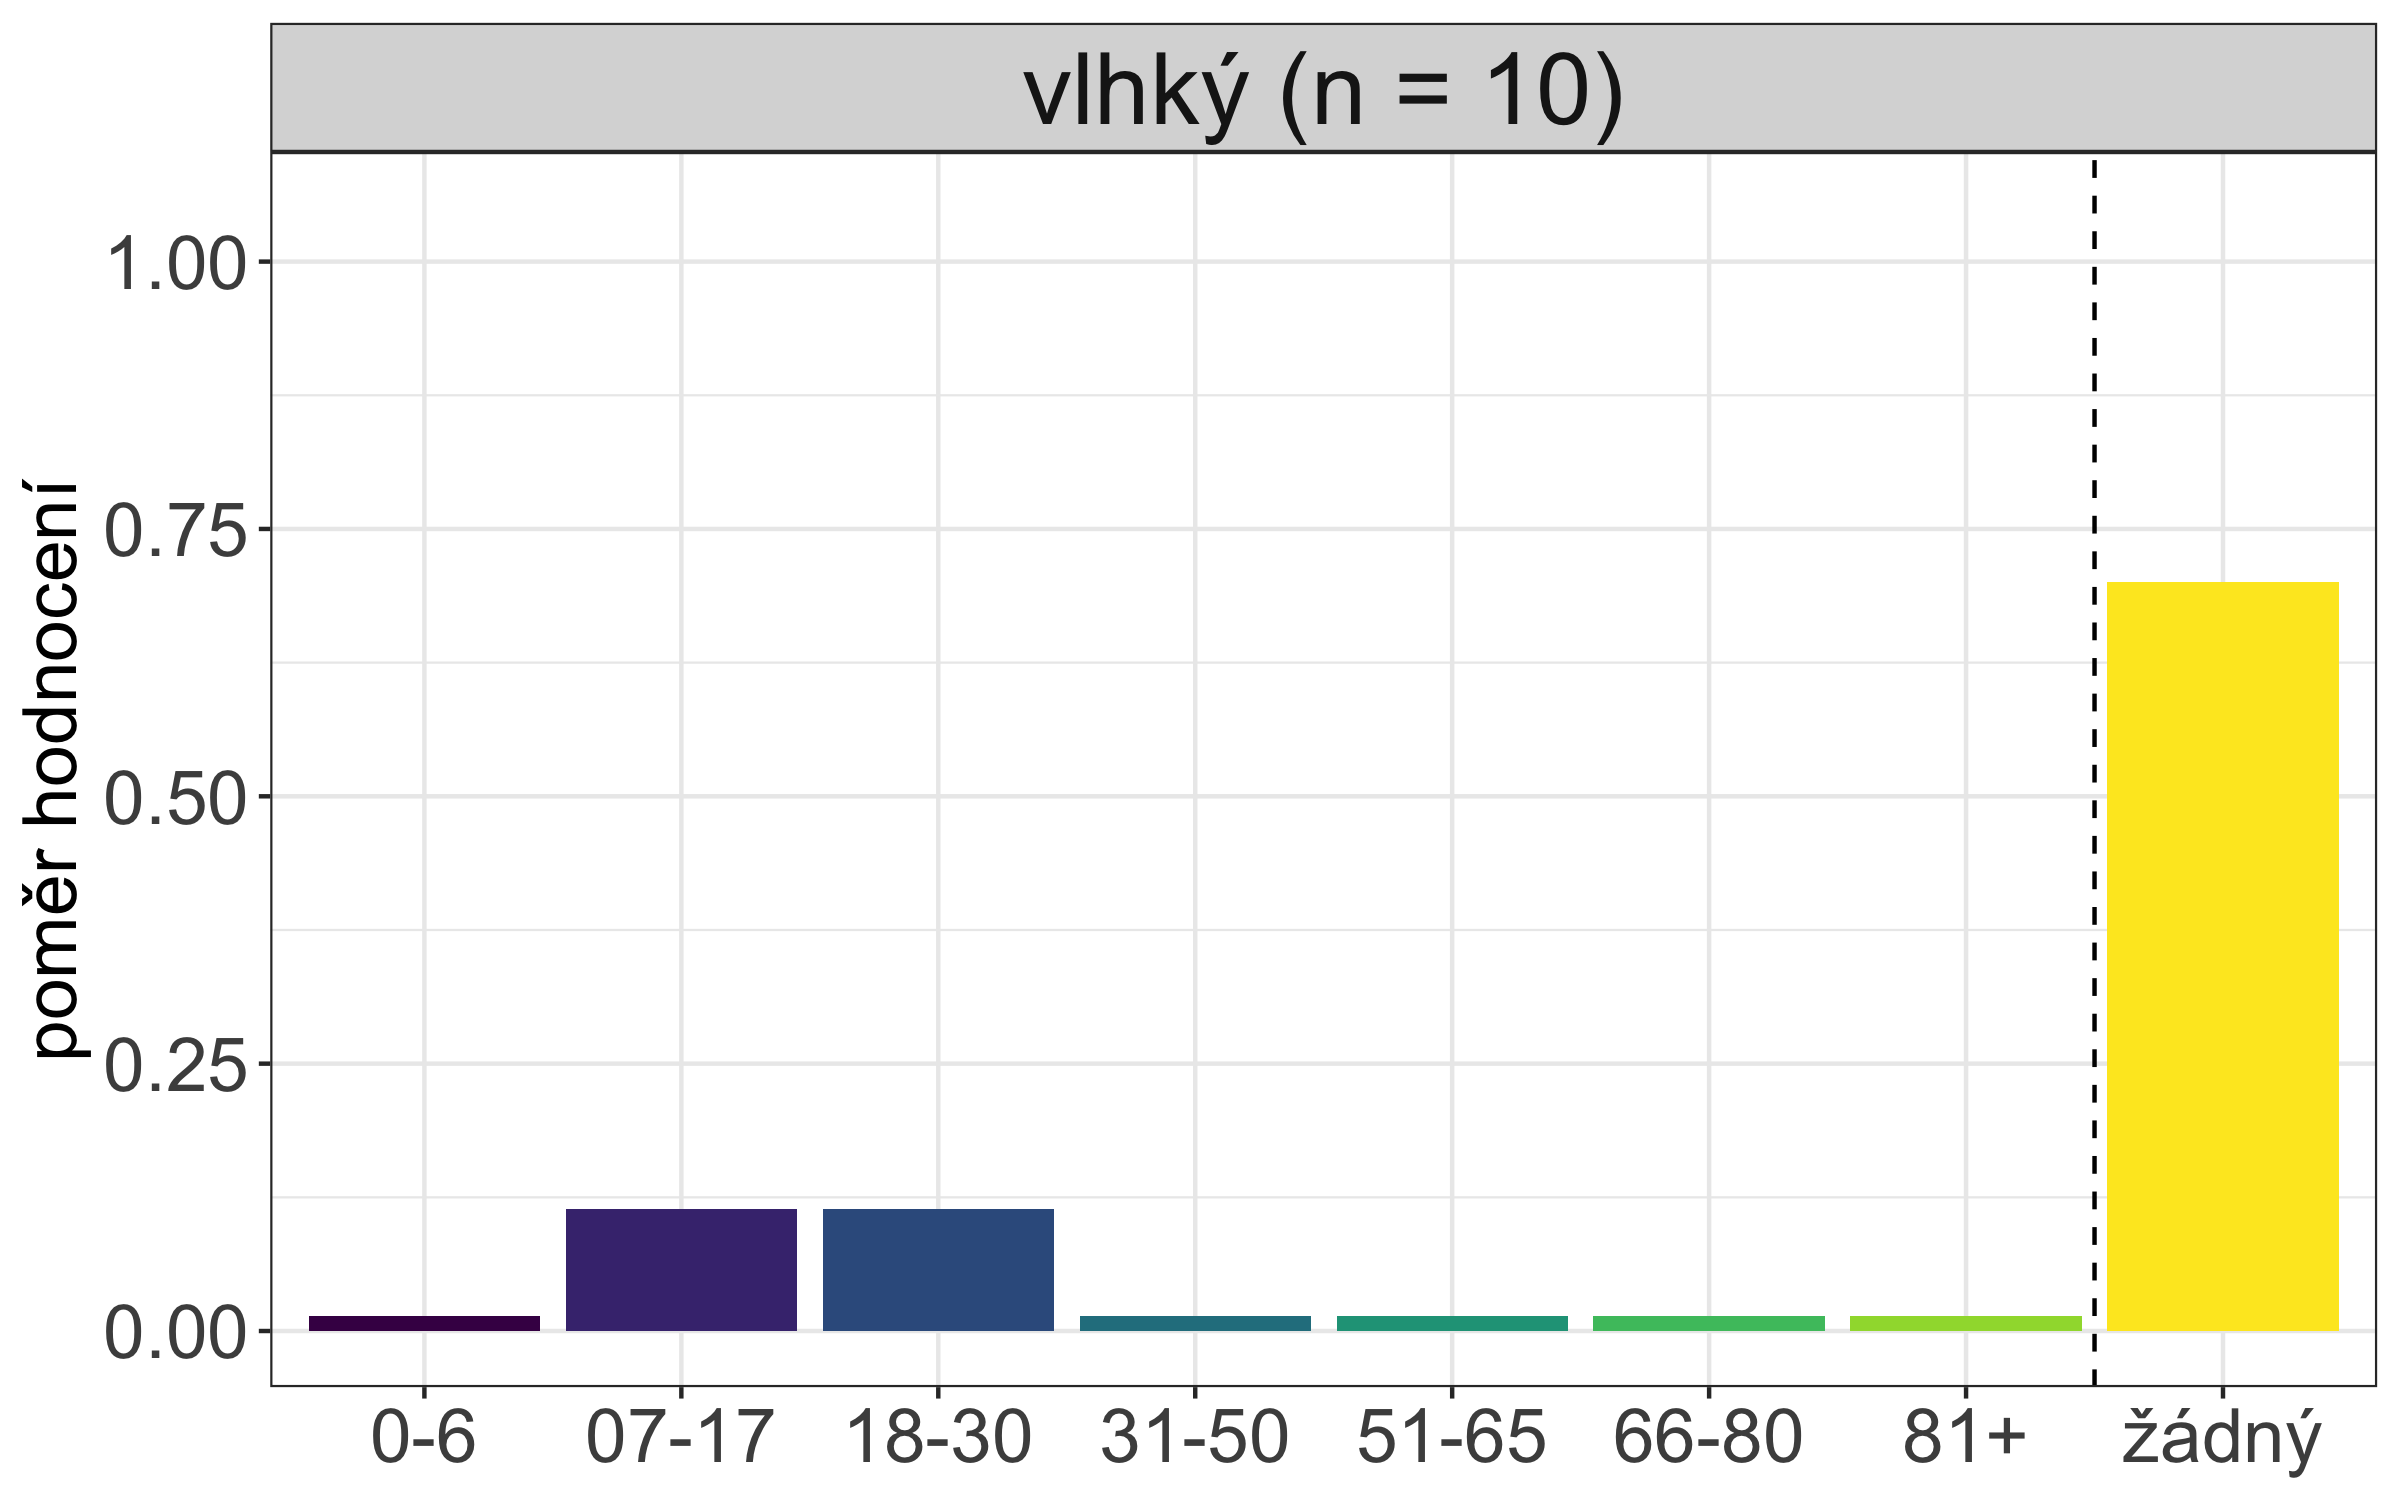 vlhký (n = 10)
poměr hodnocení
1.00
0.75
0.50
0.25
0.00
0-6 07-17 18-30 31-50 51-65 66-80 81+ žádný